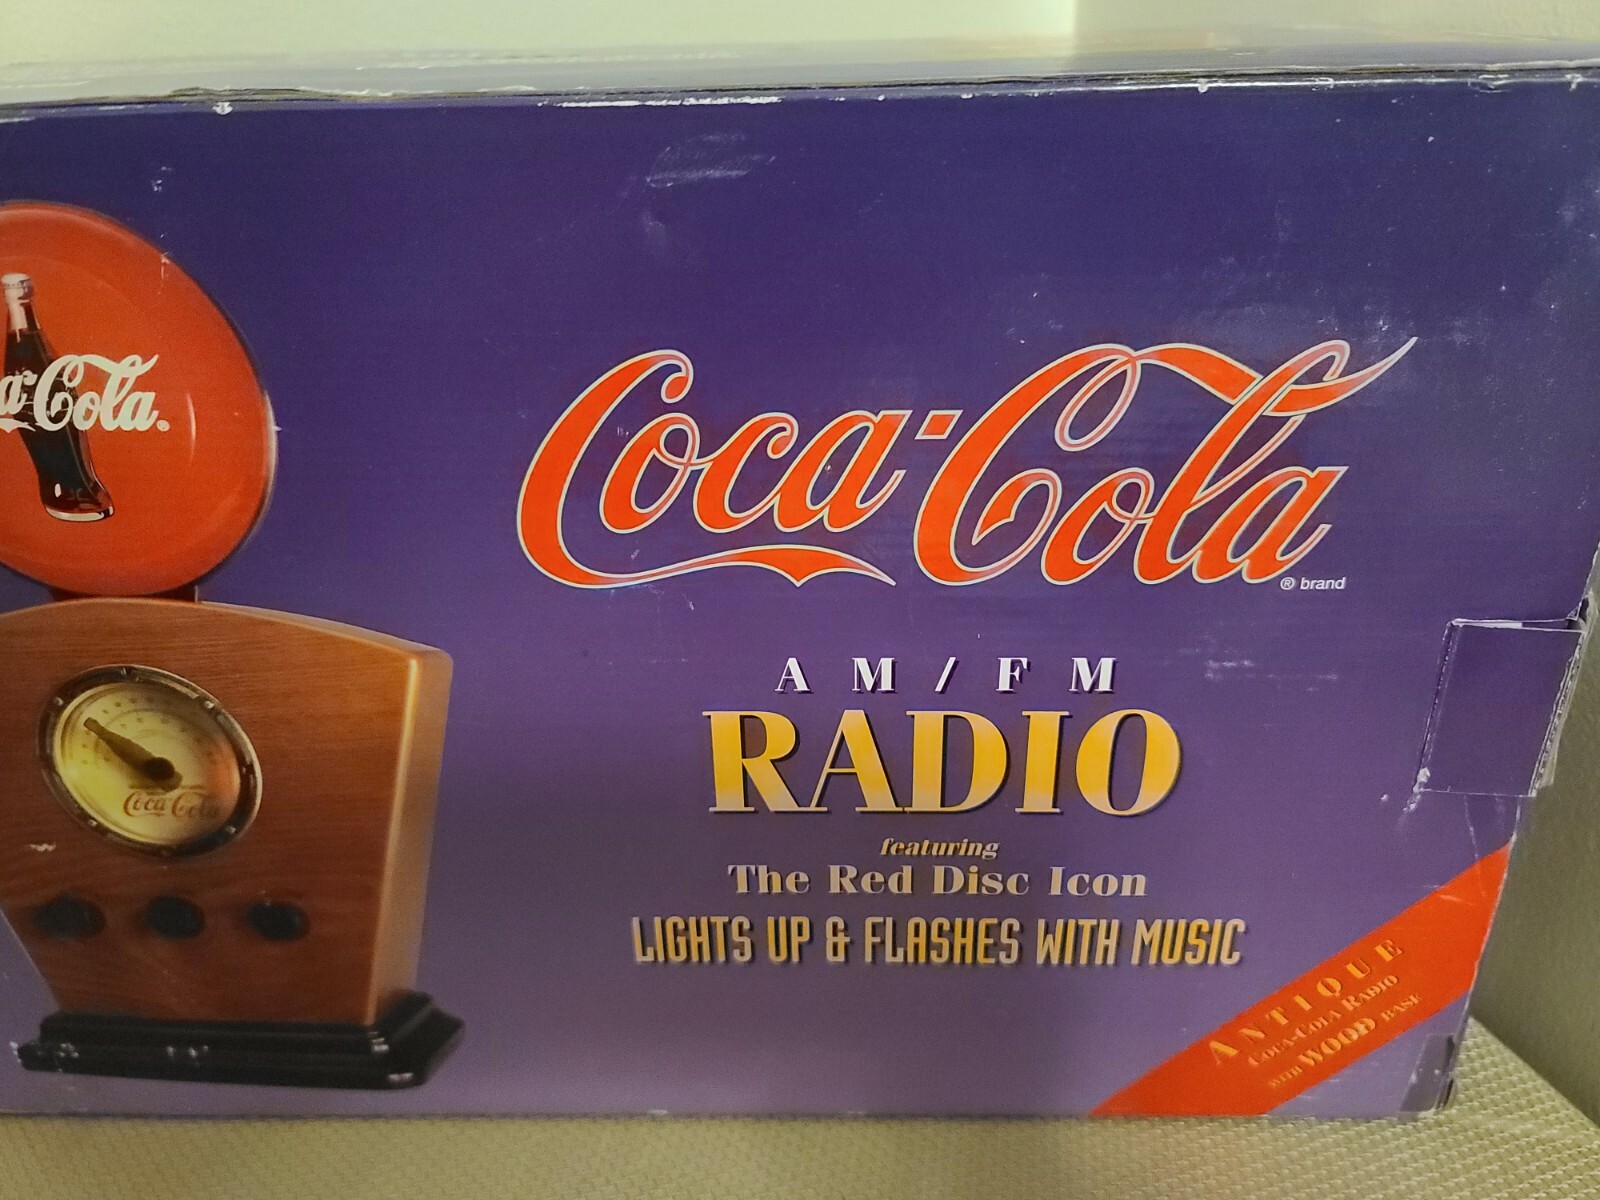 a-Cola®
Coca-Cola
® brand
AM/FM
RADIO
featuring
The Red Disc Icon
LIGHTS UP & FLASHES WITH MUSIC
Coca-Cola
ANTIQUE
COCA-COLA RADIO
WITH WOOD BASE